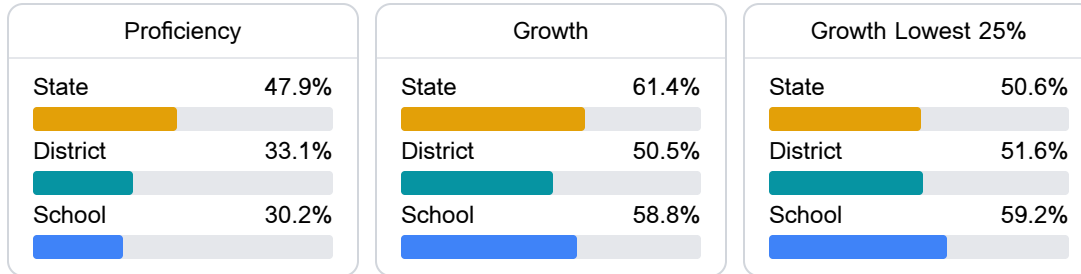 Proficiency
State 47.9%
District 33.1%
School 30.2%
Growth
State 61.4%
District 50.5%
School 58.8%
Growth Lowest 25%
State 50.6%
District 51.6%
School 59.2%